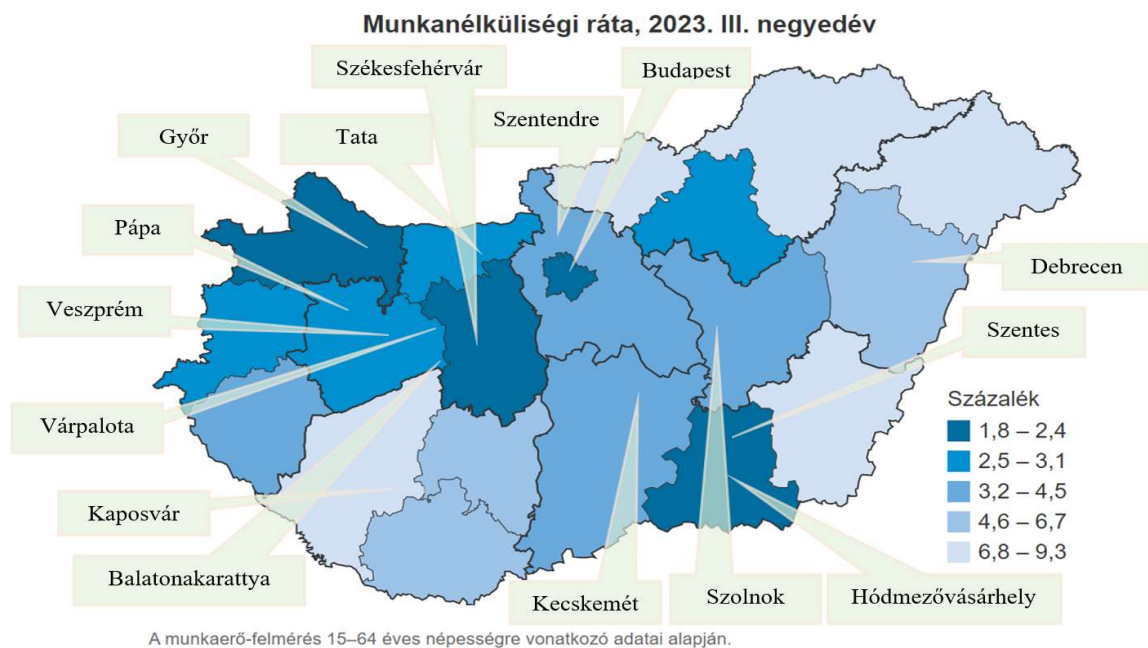 Munkanélküliségi ráta, 2023. III. negyedév
Székesfehérvár
Budapest
Szentendre
Tata
Győr
Pápa
Debrecen
Veszprém
Szentes
Várpalota
Százalék
1,8 – 2,4
2,5 – 3,1
3,2 – 4,5
4,6 – 6,7
6,8 – 9,3
Kaposvár
Balatonakarattya
Kecskemét
Szolnok
Hódmezővásárhely
A munkaerő-felmérés 15–64 éves népességre vonatkozó adatai alapján.